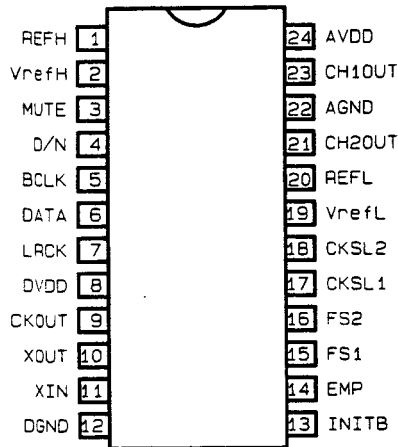 REFH 1 24 AVDD
VrefH 2 23 CH1OUT
MUTE 3 22 AGND
D/N 4 21 CH2OUT
BCLK 5 20 REFL
DATA 6 19 VrefL
LRCK 7 18 CKSL2
DVDD 8 17 CKSL1
CKOUT 9 16 FS2
XOUT 10 15 FS1
XIN 11 14 EMP
DGND 12 13 INITB